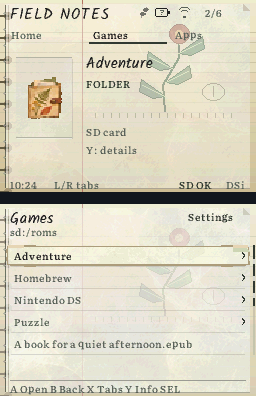 FIELD NOTES ? 2/6
Home Games Apps
Adventure
FOLDER
SD card
Y: details
10:24 L/R tabs SD OK DSi
Games Settings
sd:/roms
Adventure ›
Homebrew ›
Nintendo DS ›
Puzzle ›
A book for a quiet afternoon.epub
A Open B Back X Tabs Y Info SEL